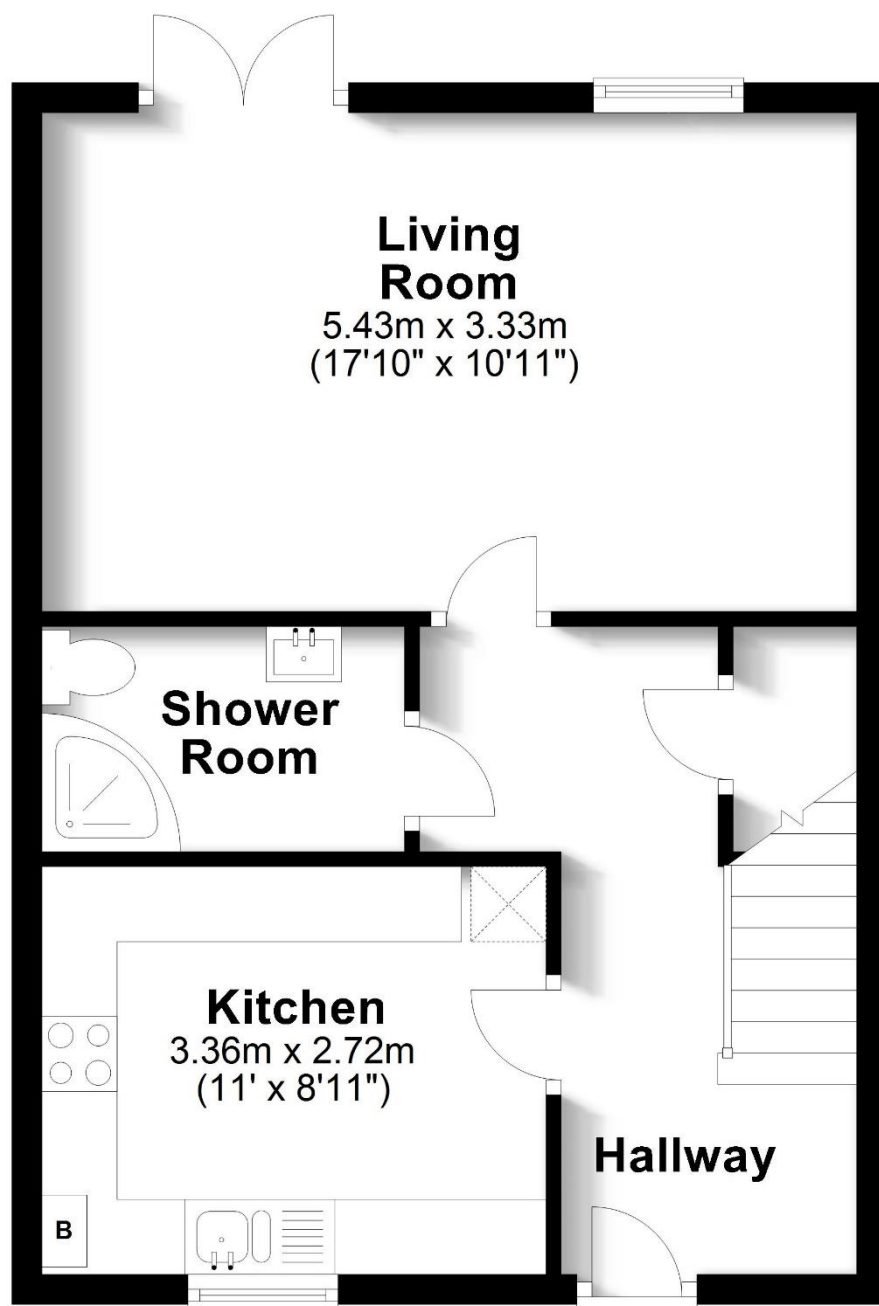 Living
Room
5.43m x 3.33m
(17'10" x 10'11")
Shower
Room
Kitchen
3.36m x 2.72m
(11' x 8'11")
Hallway
B